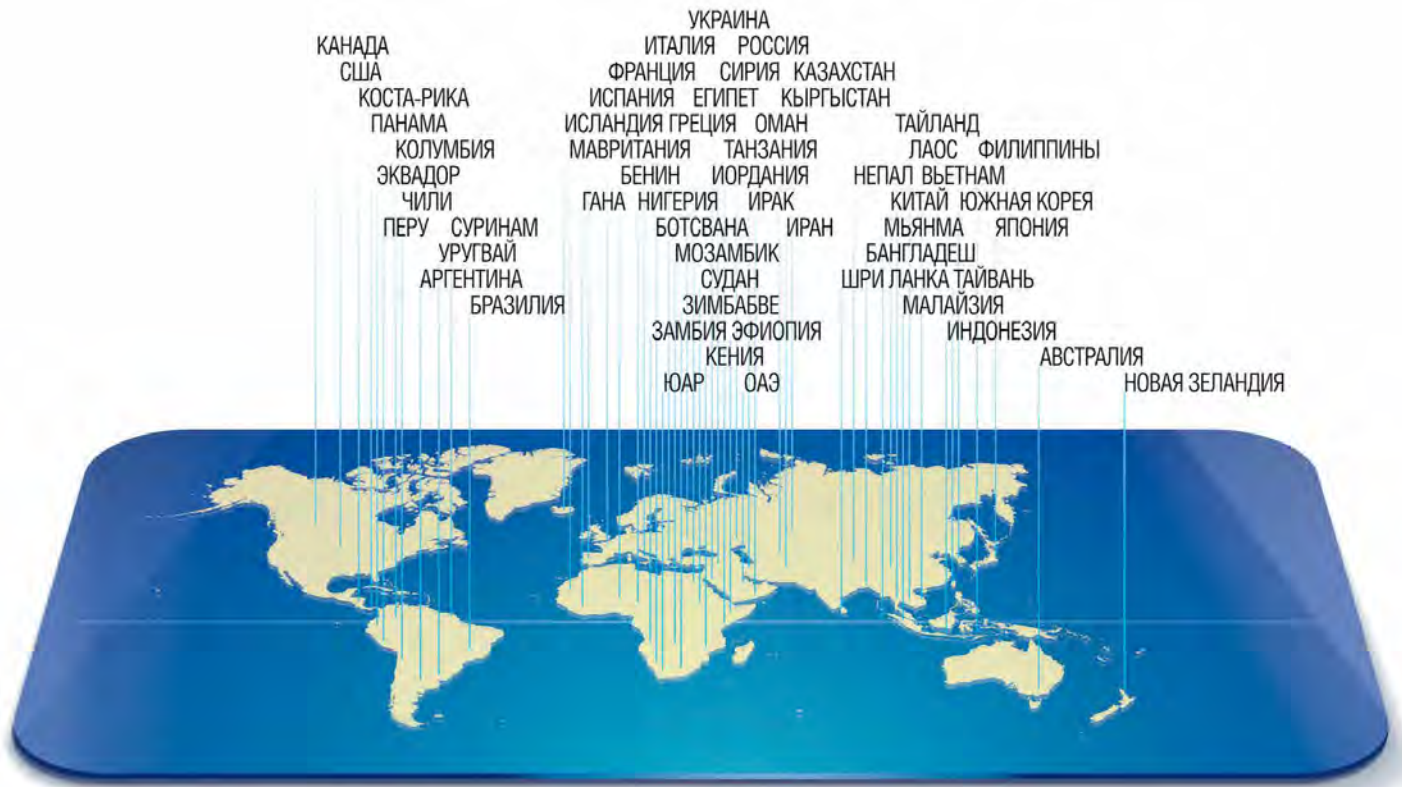 УКРАИНА
КАНАДА ИТАЛИЯ РОССИЯ
США ФРАНЦИЯ СИРИЯ КАЗАХСТАН
КОСТА-РИКА ИСПАНИЯ ЕГИПЕТ КЫРГЫСТАН
ПАНАМА ИСЛАНДИЯ ГРЕЦИЯ ОМАН ТАЙЛАНД
КОЛУМБИЯ МАВРИТАНИЯ ТАНЗАНИЯ ЛАОС ФИЛИППИНЫ
ЭКВАДОР БЕНИН ИОРДАНИЯ НЕПАЛ ВЬЕТНАМ
ЧИЛИ ГАНА НИГЕРИЯ ИРАК КИТАЙ ЮЖНАЯ КОРЕЯ
ПЕРУ СУРИНАМ БОТСВАНА ИРАН МЬЯНМА ЯПОНИЯ
УРУГВАЙ МОЗАМБИК БАНГЛАДЕШ
АРГЕНТИНА СУДАН ШРИ ЛАНКА ТАЙВАНЬ
БРАЗИЛИЯ ЗИМБАБВЕ МАЛАЙЗИЯ
ЗАМБИЯ ЭФИОПИЯ ИНДОНЕЗИЯ
КЕНИЯ АВСТРАЛИЯ
ЮАР ОАЭ НОВАЯ ЗЕЛАНДИЯ